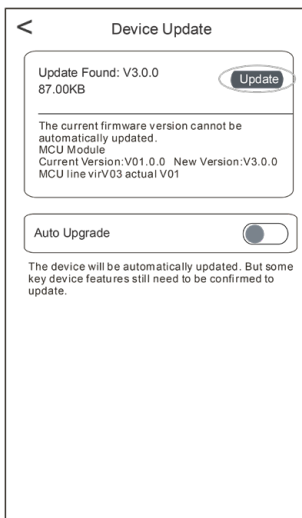 < Device Update
Update Found: V3.0.0
87.00KB
Update
The current firmware version cannot be
automatically updated.
MCU Module
Current Version:V01.0.0 New Version:V3.0.0
MCU line virV03 actual V01
Auto Upgrade
The device will be automatically updated. But some
key device features still need to be confirmed to
update.